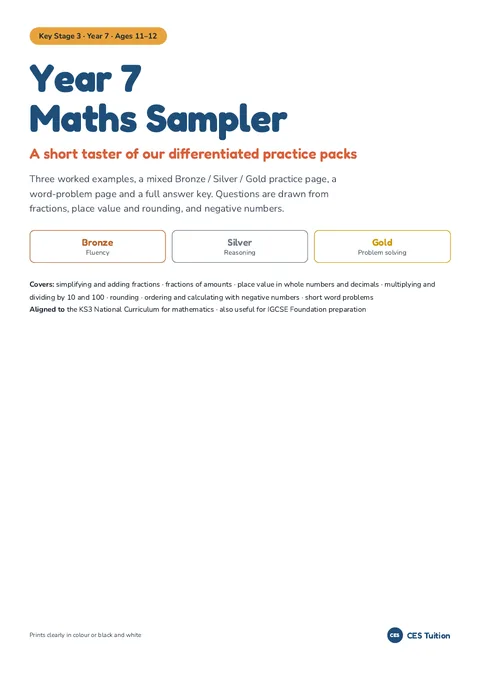 Key Stage 3 · Year 7 · Ages 11–12
Year 7
Maths Sampler
A short taster of our differentiated practice packs
Three worked examples, a mixed Bronze / Silver / Gold practice page, a
word-problem page and a full answer key. Questions are drawn from
fractions, place value and rounding, and negative numbers.
Bronze
Fluency
Silver
Reasoning
Gold
Problem solving
Covers: simplifying and adding fractions · fractions of amounts · place value in whole numbers and decimals · multiplying and
dividing by 10 and 100 · rounding · ordering and calculating with negative numbers · short word problems
Aligned to the KS3 National Curriculum for mathematics · also useful for IGCSE Foundation preparation
Prints clearly in colour or black and white
CES
CES Tuition